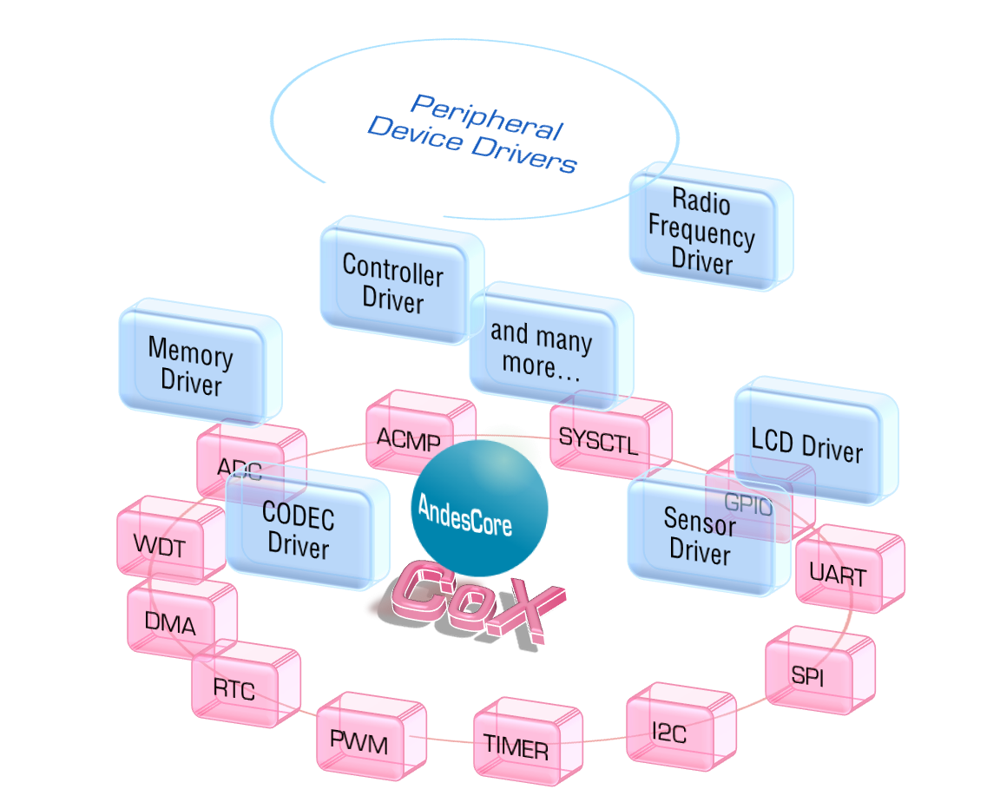 Peripheral
Device Drivers
Radio
Frequency
Driver
Controller
Driver
and many
more...
Memory
Driver
LCD Driver
ACMP
SYSCTL
ADC
GPIO
CODEC
Driver
AndesCore
Sensor
Driver
WDT
UART
CoX
DMA
SPI
RTC
PWM
TIMER
I2C